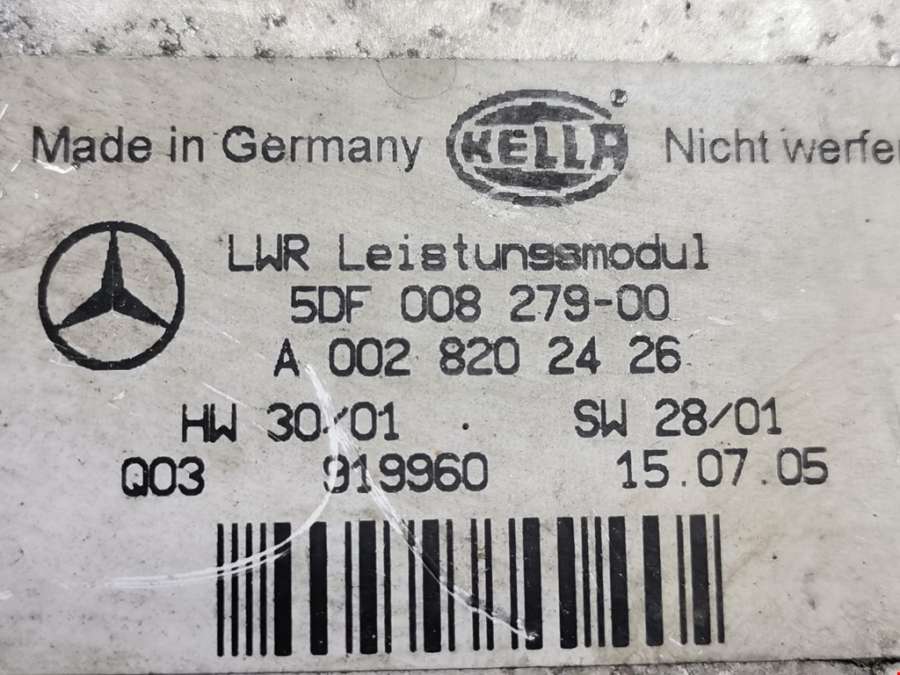 Made in Germany HELLA ® Nicht werfe
LWR Leistungsmodul
5DF 008 279-00
A 002 820 24 26
HW 30/01 SW 28/01
Q03 919960 15.07.05